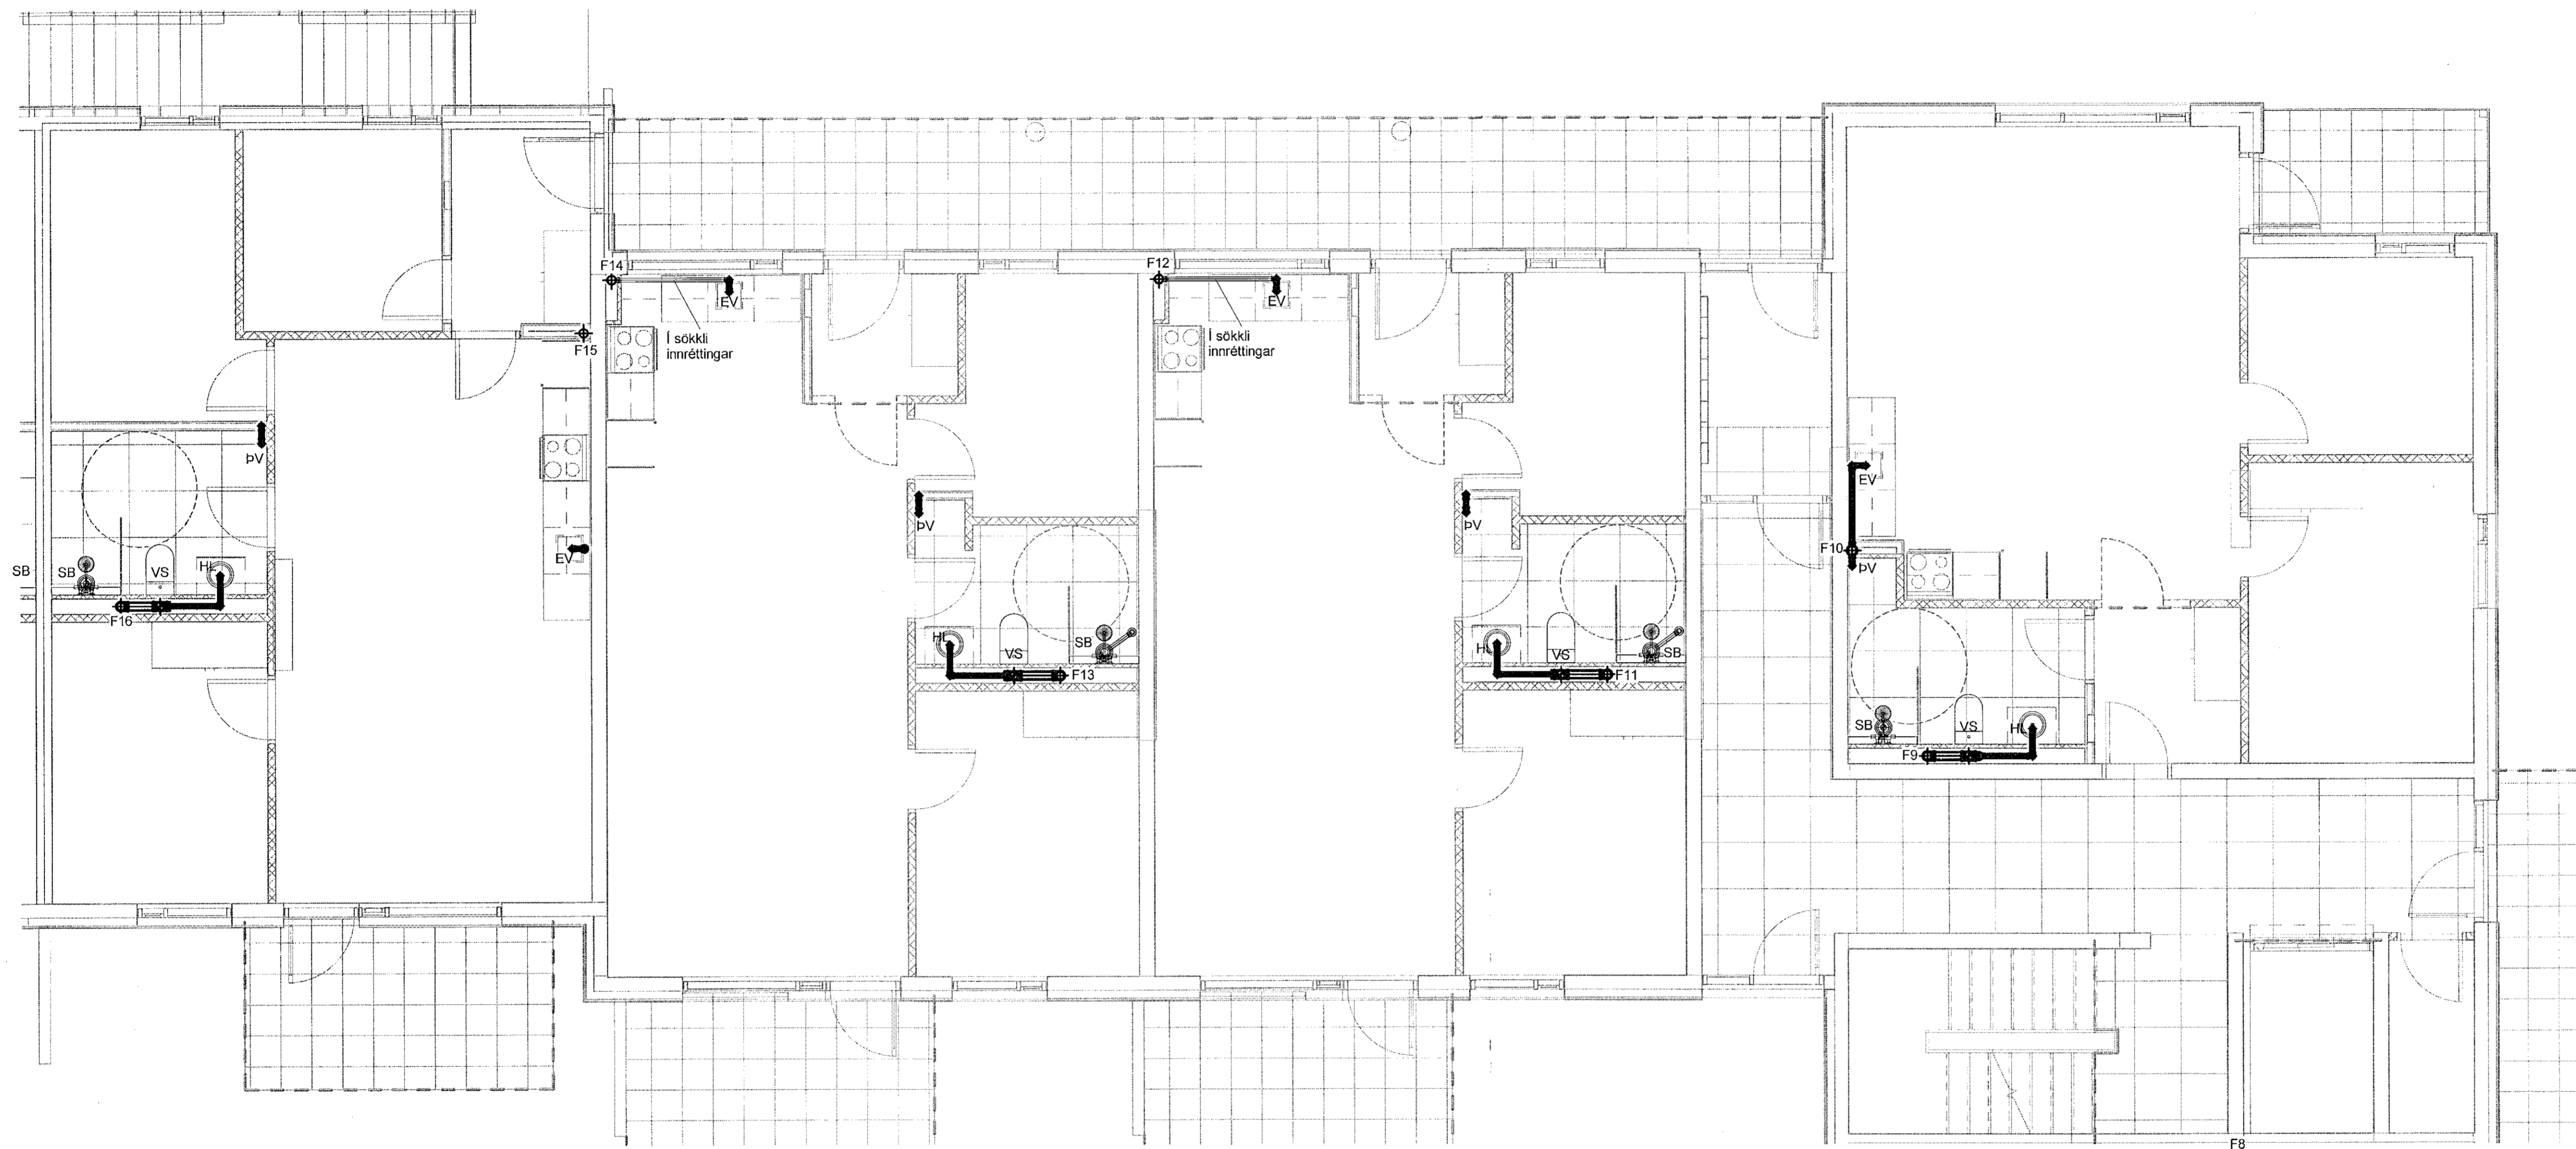 F14
F12
EV
EV
Í sökkli
innréttingar
Í sökkli
innréttingar
F15
ÞV
EV
ÞV
ÞV
F10
EV
ÞV
EV
SB
SB
VS
HL
F16
HL
VS
SB
F13
HL
VS
SB
F11
SB
VS
HL
F9
F8